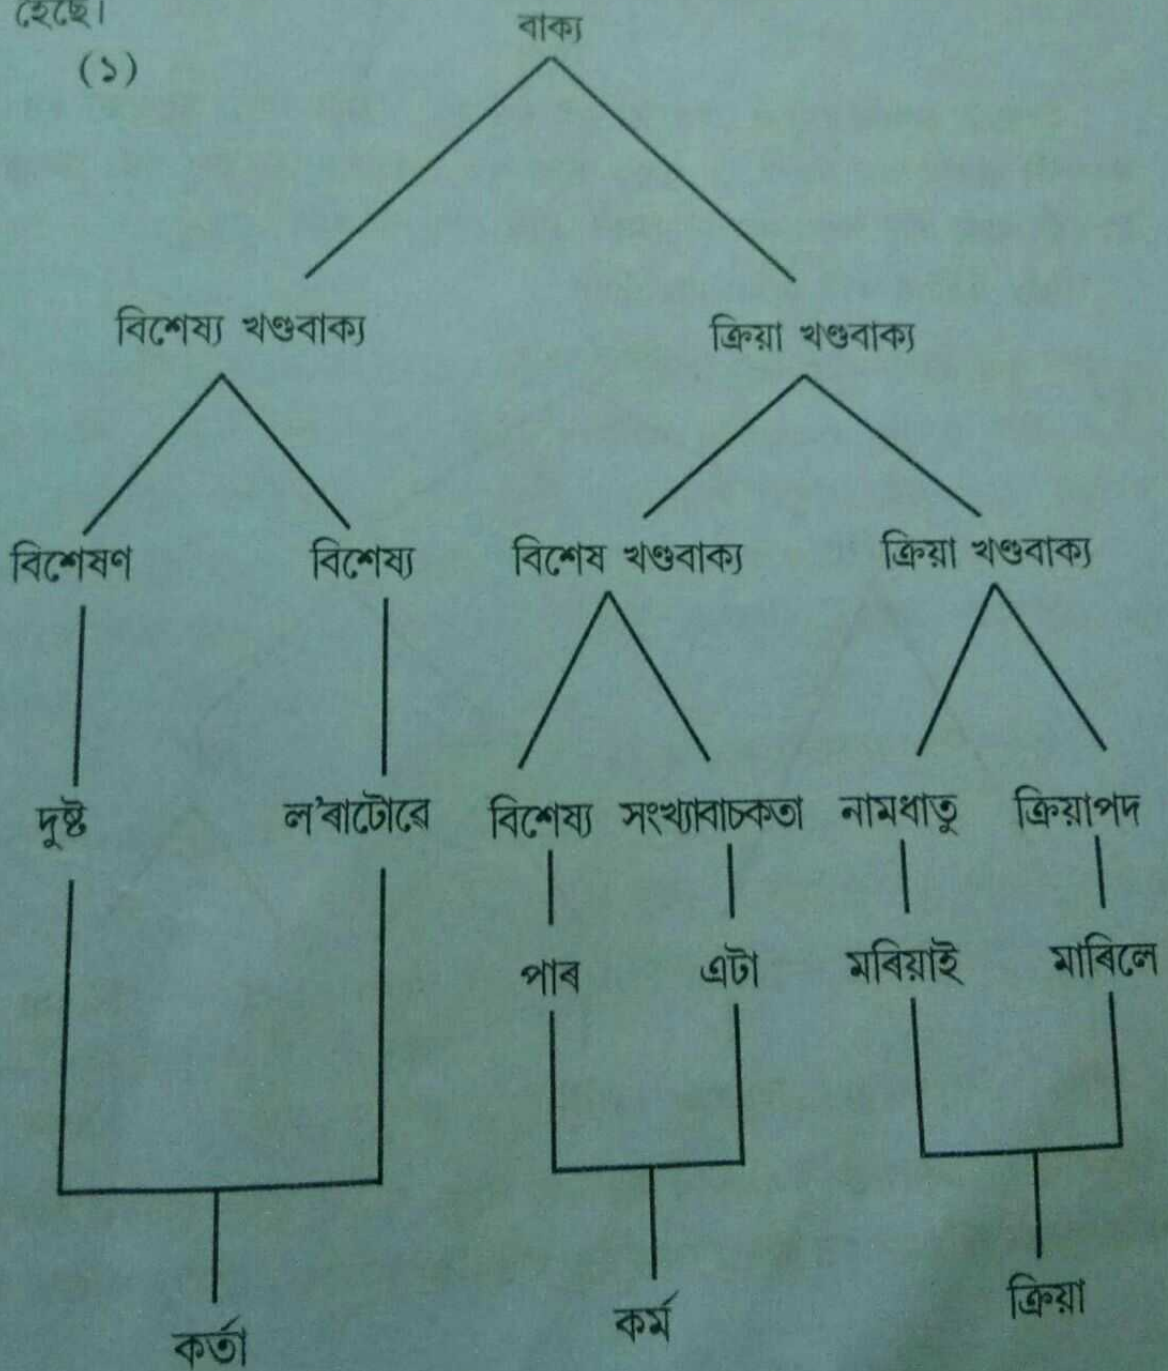 হৈছে।
বাক্য
(১)
বিশেষ্য খণ্ডবাক্য ক্ৰিয়া খণ্ডবাক্য
বিশেষণ বিশেষ্য বিশেষ খণ্ডবাক্য ক্ৰিয়া খণ্ডবাক্য
দুষ্ট ল'ৰাটোৱে বিশেষ্য সংখ্যাবাচকতা নামধাতু ক্ৰিয়াপদ
পাৰ এটা মৰিয়াই মাৰিলে
কৰ্তা কৰ্ম ক্ৰিয়া